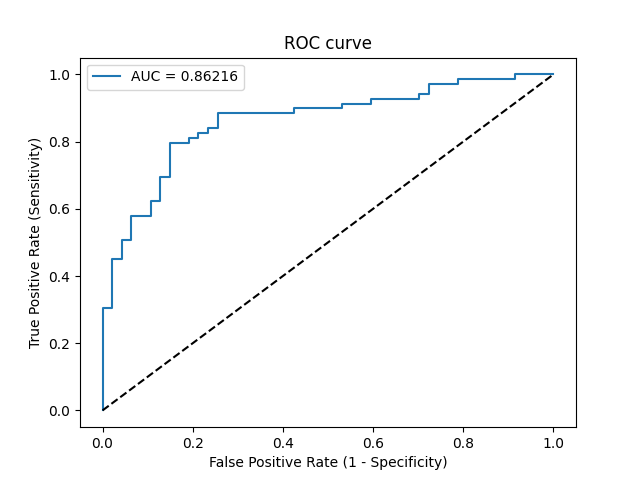 ROC curve
AUC = 0.86216
1.0
0.8
0.6
0.4
0.2
0.0
True Positive Rate (Sensitivity)
0.0 0.2 0.4 0.6 0.8 1.0
False Positive Rate (1 - Specificity)